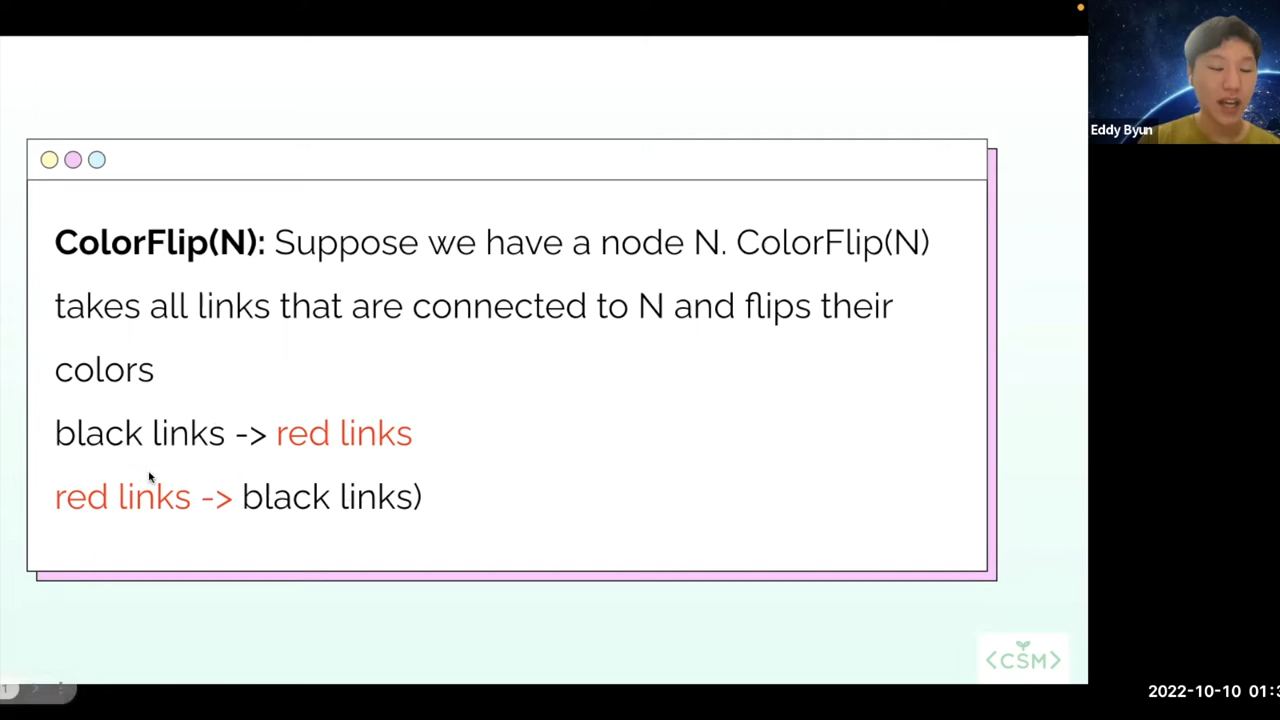 Eddy Byun
ColorFlip(N): Suppose we have a node N. ColorFlip(N)
takes all links that are connected to N and flips their
colors
black links -> red links
red links -> black links)
<CSM>
1
2022-10-10 01:3